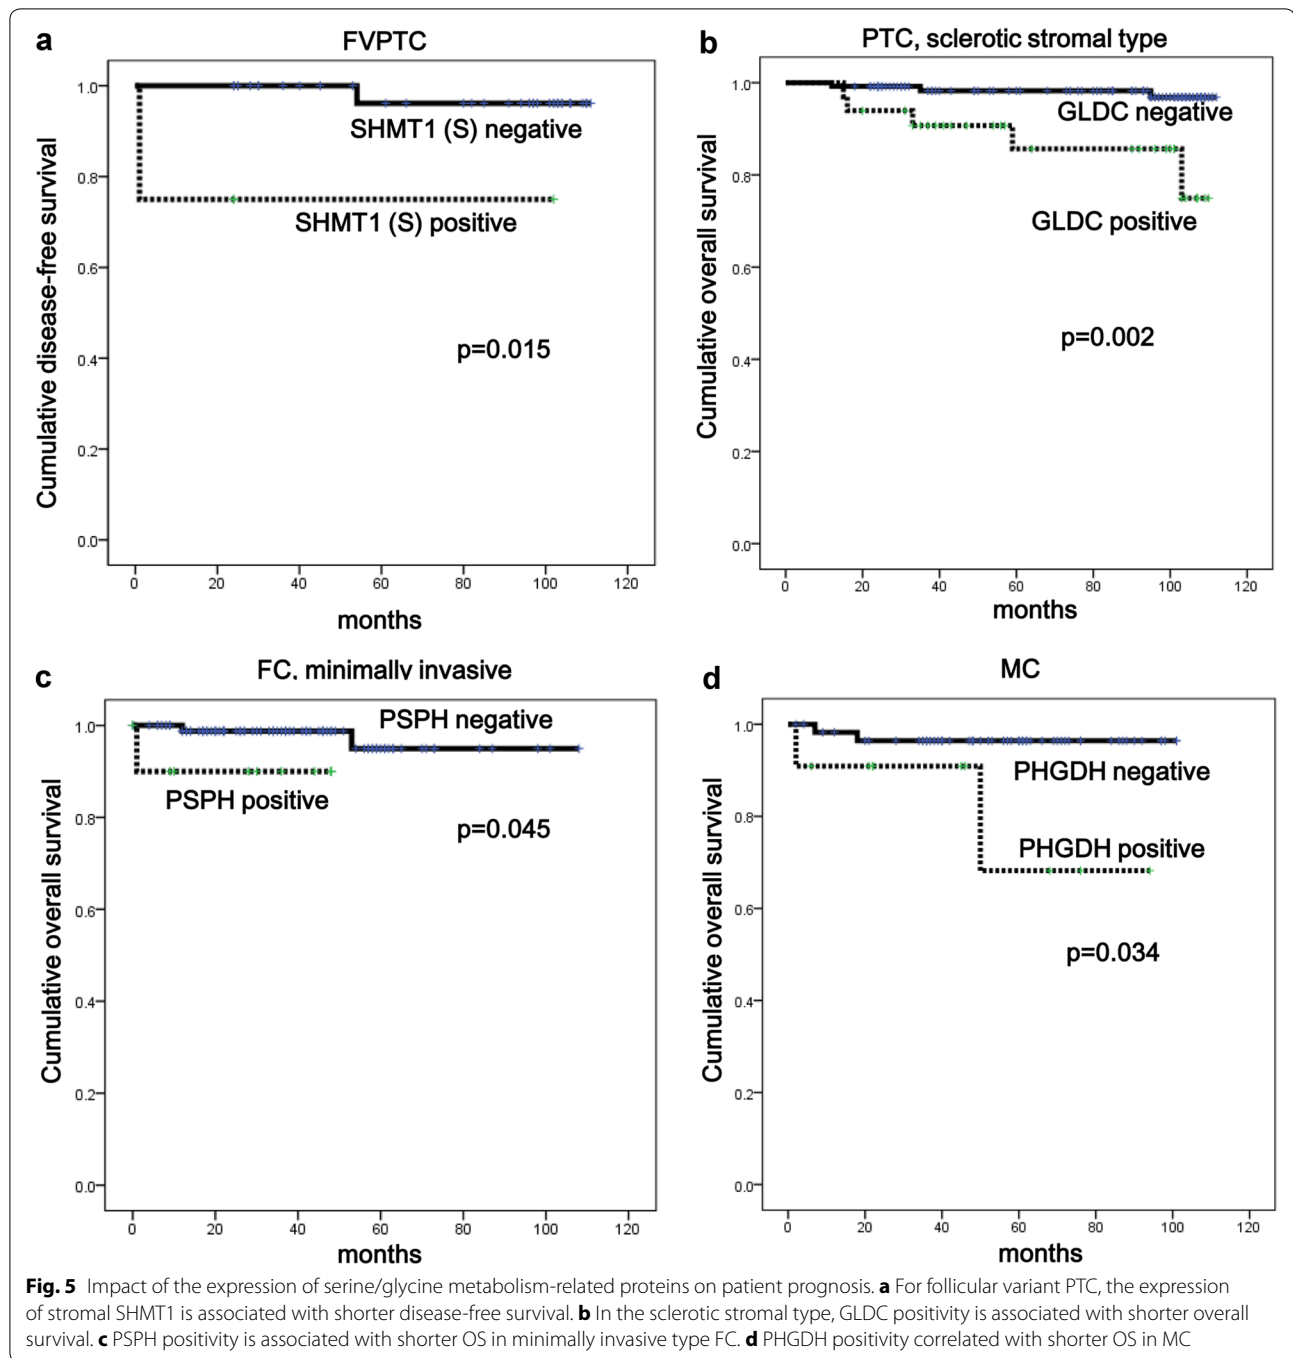 a
FVPTC
Cumulative disease-free survival
1.0
0.8
0.6
0.4
0.2
0.0
SHMT1 (S) negative
SHMT1 (S) positive
p=0.015
0 20 40 60 80 100 120
months
b
PTC, sclerotic stromal type
Cumulative overall survival
1.0
0.8
0.6
0.4
0.2
0.0
GLDC negative
GLDC positive
p=0.002
0 20 40 60 80 100 120
months
c
FC, minimally invasive
Cumulative overall survival
1.0
0.8
0.6
0.4
0.2
0.0
PSPH negative
PSPH positive
p=0.045
0 20 40 60 80 100 120
months
d
MC
Cumulative overall survival
1.0
0.8
0.6
0.4
0.2
0.0
PHGDH negative
PHGDH positive
p=0.034
0 20 40 60 80 100 120
months
Fig. 5 Impact of the expression of serine/glycine metabolism-related proteins on patient prognosis. a For follicular variant PTC, the expression
of stromal SHMT1 is associated with shorter disease-free survival. b In the sclerotic stromal type, GLDC positivity is associated with shorter overall
survival. c PSPH positivity is associated with shorter OS in minimally invasive type FC. d PHGDH positivity correlated with shorter OS in MC